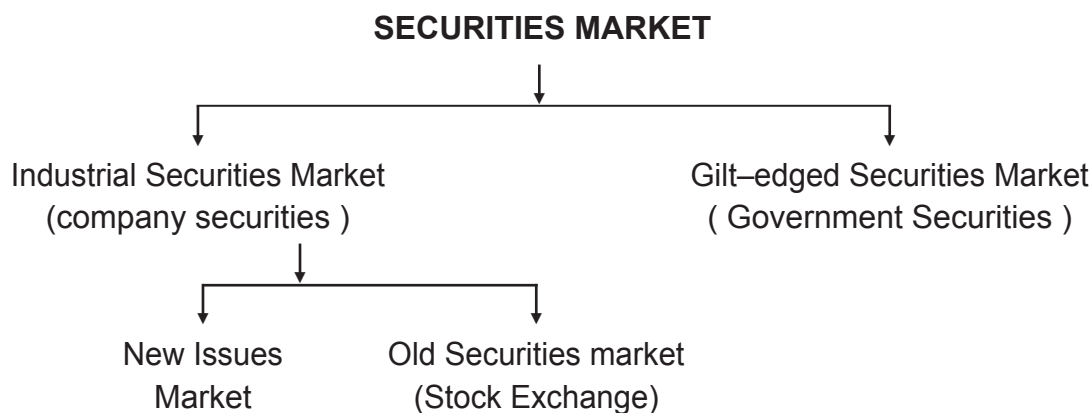 SECURITIES MARKET
Industrial Securities Market
(company securities )
Gilt–edged Securities Market
( Government Securities )
New Issues
Market
Old Securities market
(Stock Exchange)